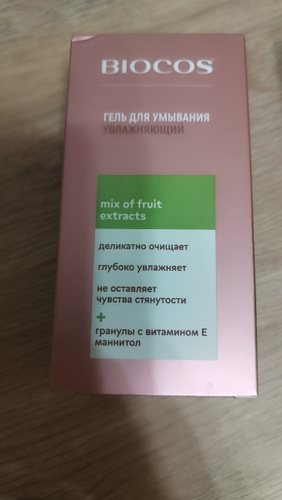 BIOCOS
ГЕЛЬ ДЛЯ УМЫВАНИЯ
УВЛАЖНЯЮЩИЙ
mix of fruit
extracts
деликатно очищает
глубоко увлажняет
не оставляет
чувства стянутости
+
гранулы с витамином Е
маннитол